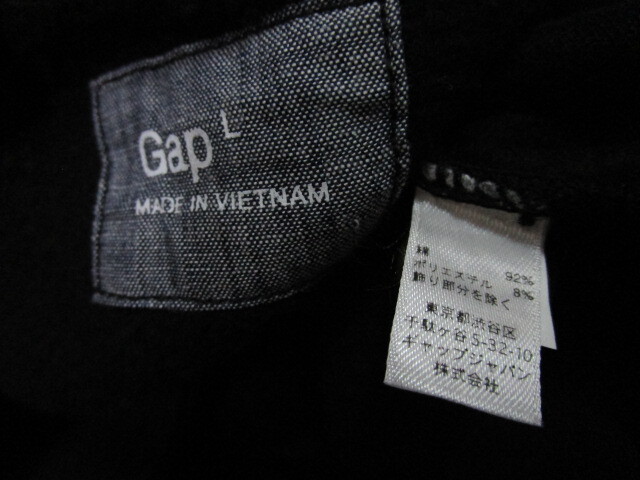 Gap L
MADE IN VIETNAM
綿 92%
ポリエステル 8%
飾り部分を除く
東京都渋谷区
千駄ヶ谷5-32-10
ギャップジャパン
株式会社